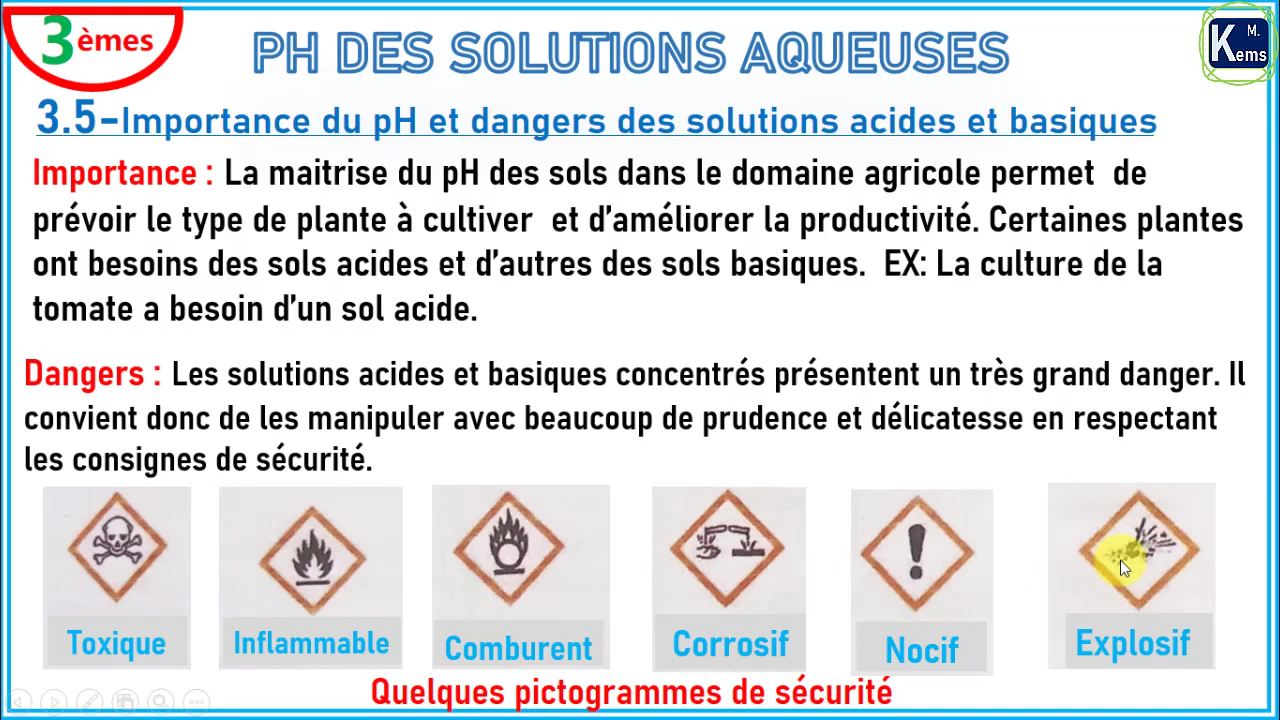 3èmes
PH DES SOLUTIONS AQUEUSES
M.
Kems
3.5-Importance du pH et dangers des solutions acides et basiques
Importance : La maitrise du pH des sols dans le domaine agricole permet de
prévoir le type de plante à cultiver et d'améliorer la productivité. Certaines plantes
ont besoins des sols acides et d'autres des sols basiques. EX: La culture de la
tomate a besoin d'un sol acide.
Dangers : Les solutions acides et basiques concentrés présentent un très grand danger. Il
convient donc de les manipuler avec beaucoup de prudence et délicatesse en respectant
les consignes de sécurité.
Toxique Inflammable Comburent Corrosif Nocif Explosif
Quelques pictogrammes de sécurité